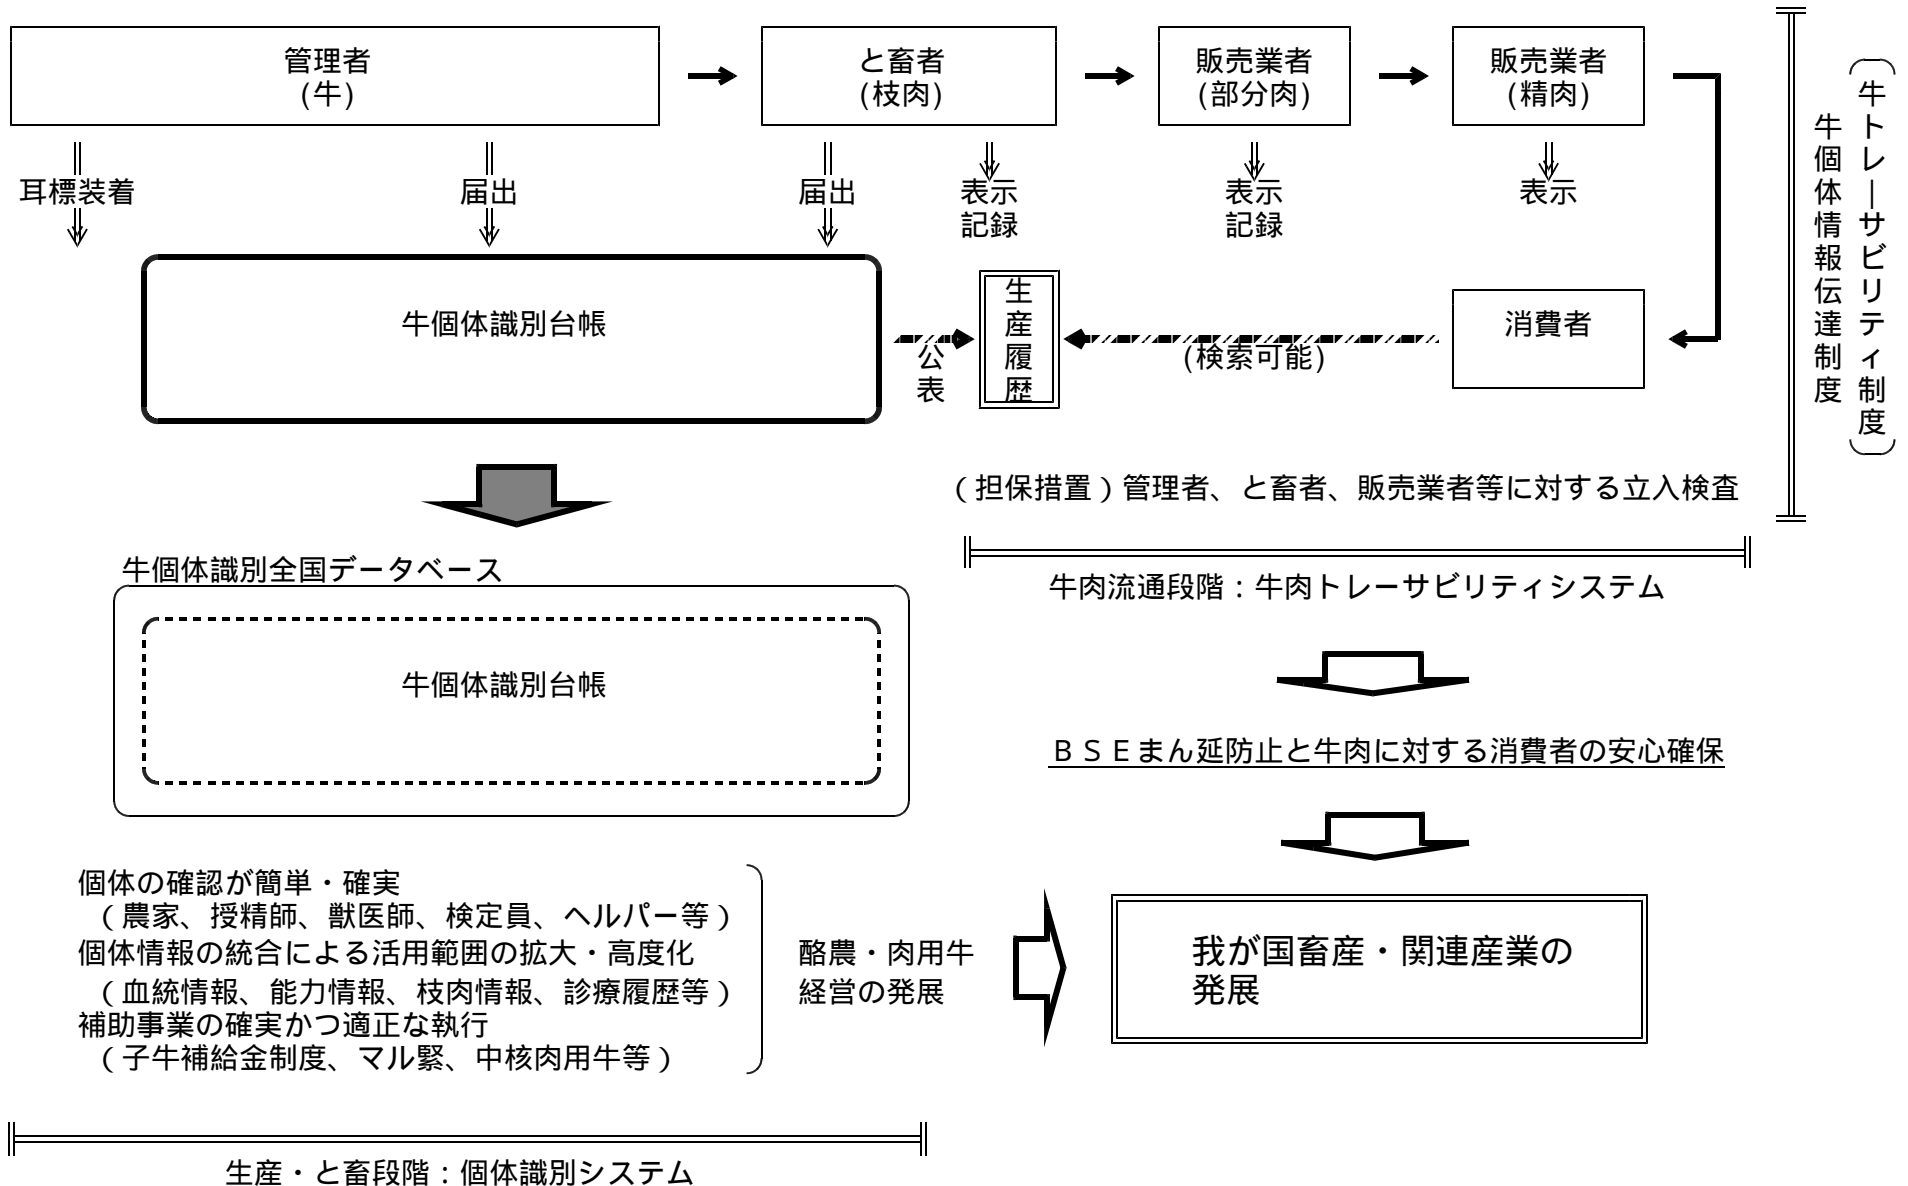 管理者
(牛)
と畜者
(枝肉)
販売業者
(部分肉)
販売業者
(精肉)
耳標装着
届出
届出
表示
記録
表示
記録
表示
牛個体識別台帳
公表
生産履歴
(検索可能)
消費者
牛個体情報伝達制度
(牛トレーサビリティ制度)
(担保措置)管理者、と畜者、販売業者等に対する立入検査
牛肉流通段階:牛肉トレーサビリティシステム
牛個体識別全国データベース
牛個体識別台帳
BSEまん延防止と牛肉に対する消費者の安心確保
個体の確認が簡単・確実
(農家、授精師、獣医師、検定員、ヘルパー等)
個体情報の統合による活用範囲の拡大・高度化
(血統情報、能力情報、枝肉情報、診療履歴等)
補助事業の確実かつ適正な執行
(子牛補給金制度、マル緊、中核肉用牛等)
酪農・肉用牛
経営の発展
我が国畜産・関連産業の
発展
生産・と畜段階:個体識別システム